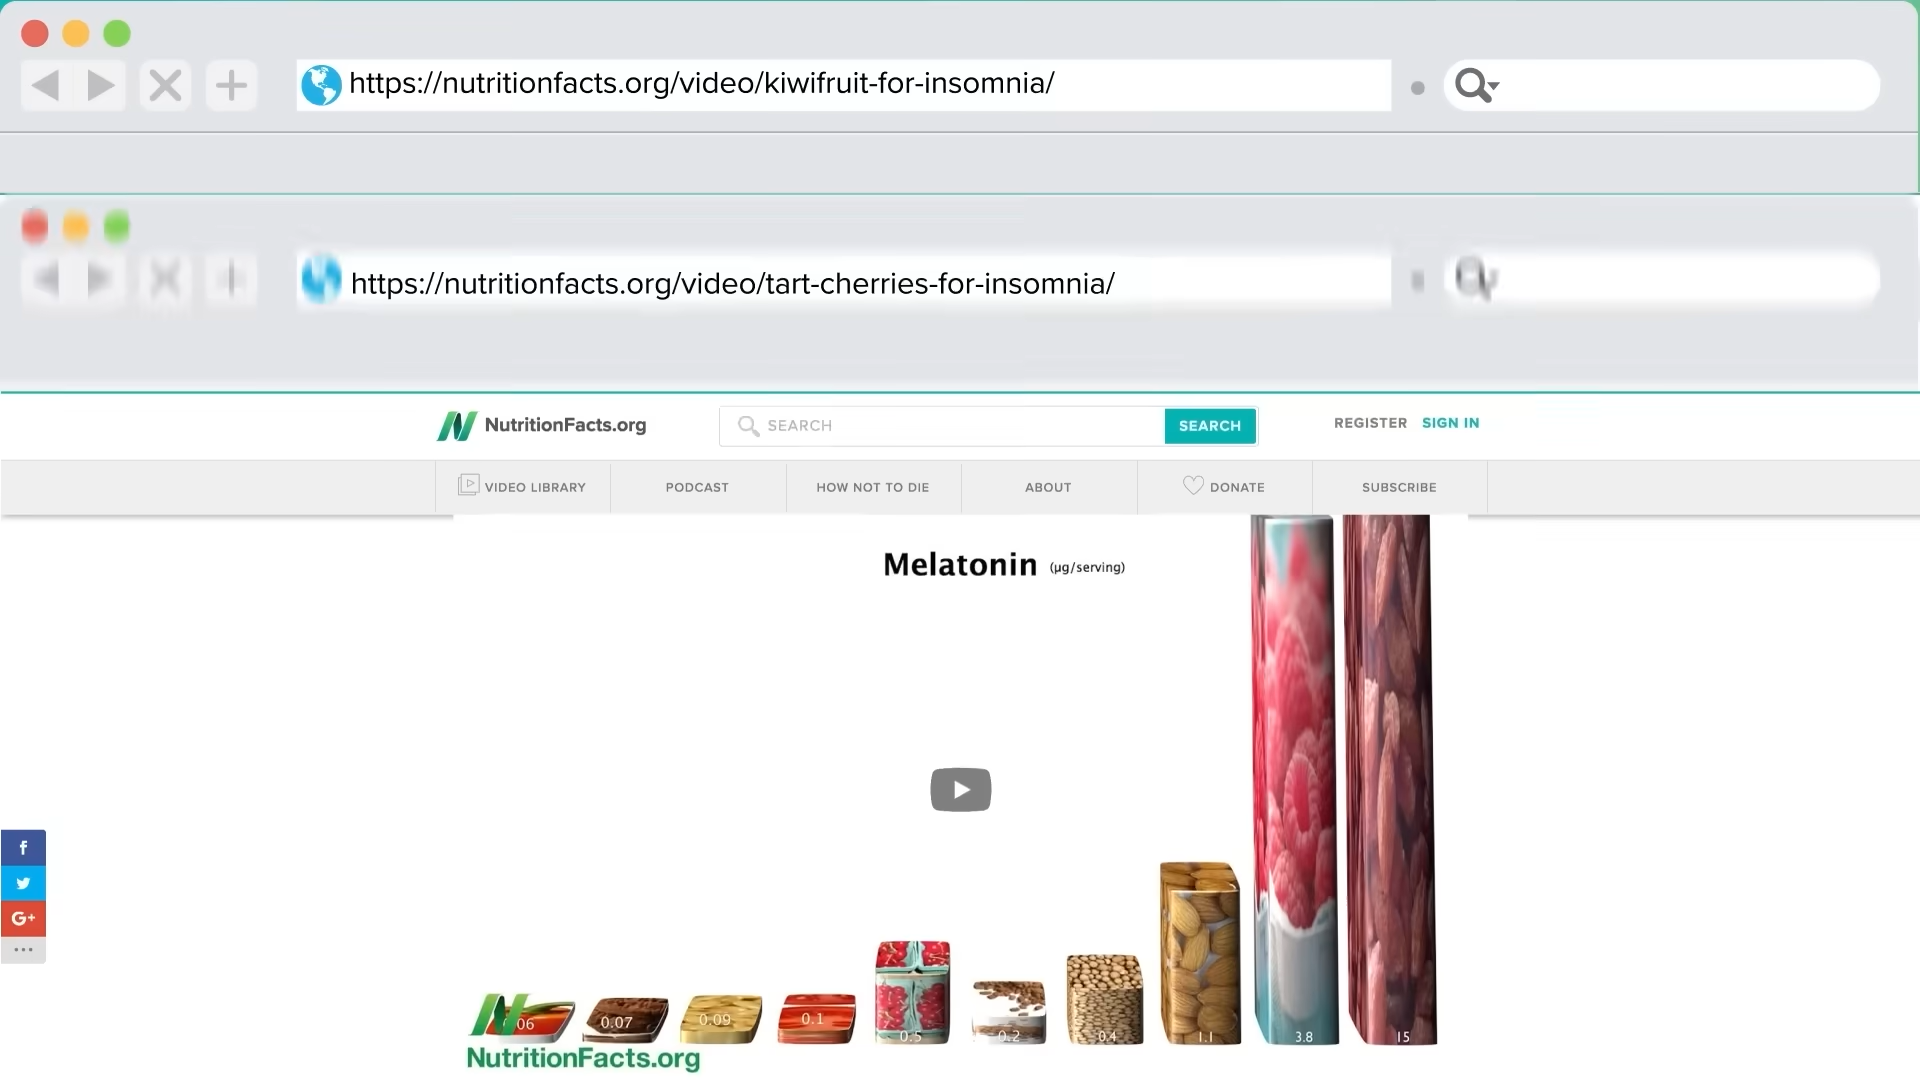 https://nutritionfacts.org/video/kiwifruit-for-insomnia/
https://nutritionfacts.org/video/tart-cherries-for-insomnia/
NutritionFacts.org
SEARCH
SEARCH
REGISTER SIGN IN
VIDEO LIBRARY
PODCAST
HOW NOT TO DIE
ABOUT
DONATE
SUBSCRIBE
Melatonin (µg/serving)
f
G+
06 0.07 0.09 0.1 0.5 0.2 0.4 1.1 3.8 15
NutritionFacts.org